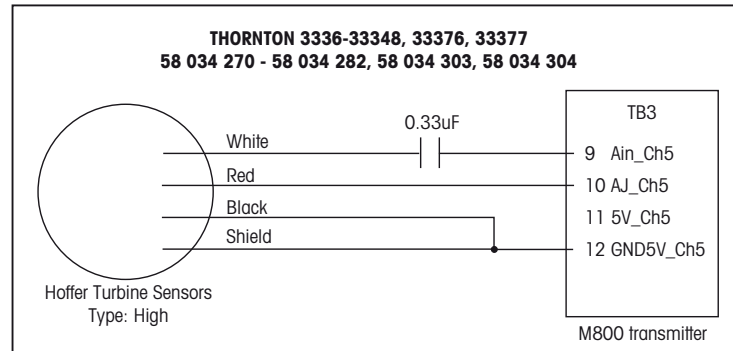 THORNTON 3336-33348, 33376, 33377
58 034 270 - 58 034 282, 58 034 303, 58 034 304
TB3
0.33uF
White
9 Ain_Ch5
Red
10 AJ_Ch5
Black
11 5V_Ch5
Shield
12 GND5V_Ch5
Hoffer Turbine Sensors
Type: High
M800 transmitter